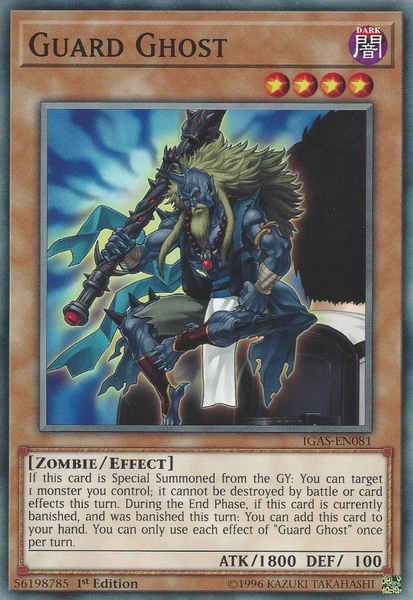 GUARD GHOST
DARK
闇
IGAS-EN081
[ZOMBIE/EFFECT]
If this card is Special Summoned from the GY: You can target
1 monster you control; it cannot be destroyed by battle or card
effects this turn. During the End Phase, if this card is currently
banished, and was banished this turn: You can add this card to
your hand. You can only use each effect of "Guard Ghost" once
per turn.
ATK/1800 DEF/ 100
56198785 1st Edition ©1996 KAZUKI TAKAHASHI